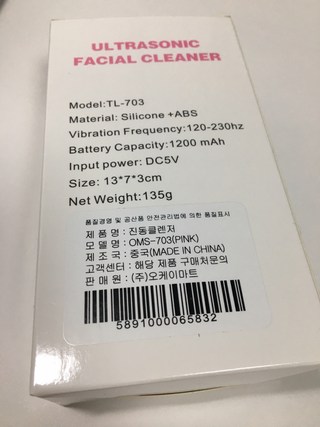 ULTRASONIC
FACIAL CLEANER
Model:TL-703
Material: Silicone +ABS
Vibration Frequency:120-230hz
Battery Capacity:1200 mAh
Input power: DC5V
Size: 13*7*3cm
Net Weight:135g
품질경영 및 공산품 안전관리법에 의한 품질표시
제 품 명 : 진동클렌저
모 델 명 : OMS-703(PINK)
제 조 국 : 중국(MADE IN CHINA)
고객센터 : 해당 제품 구매처문의
판 매 원 : (주)오케이마트
5891000065832